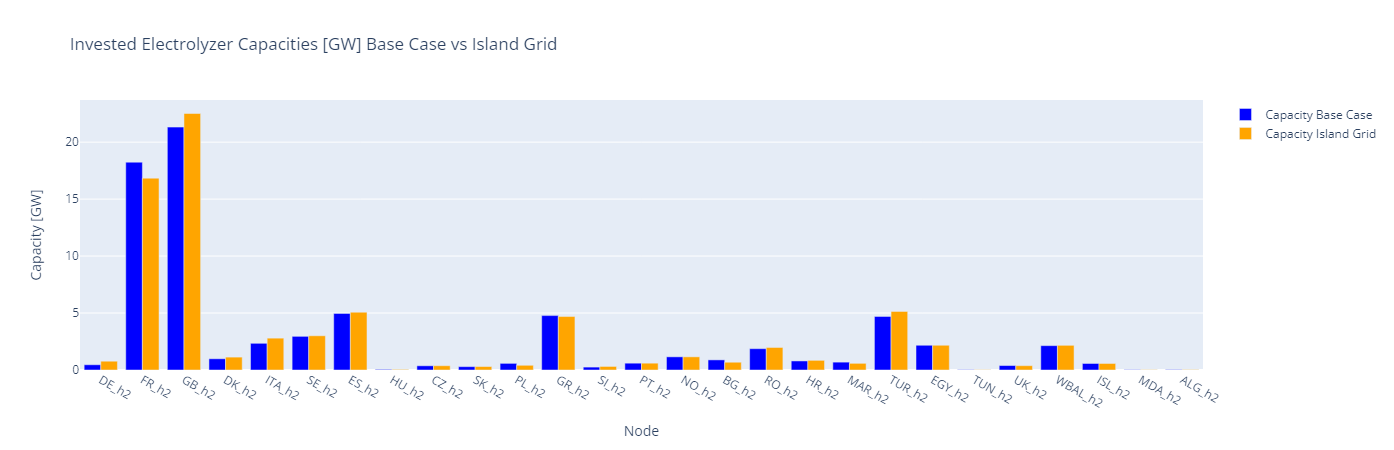 Invested Electrolyzer Capacities [GW] Base Case vs Island Grid
Capacity Base Case
Capacity Island Grid
Capacity [GW]
20
15
10
5
0
DE_h2
FR_h2
GB_h2
DK_h2
ITA_h2
SE_h2
ES_h2
HU_h2
CZ_h2
SK_h2
PL_h2
GR_h2
SI_h2
PT_h2
NO_h2
BG_h2
RO_h2
HR_h2
MAR_h2
TUR_h2
EGY_h2
TUN_h2
UK_h2
WBAL_h2
ISL_h2
MDA_h2
ALG_h2
Node